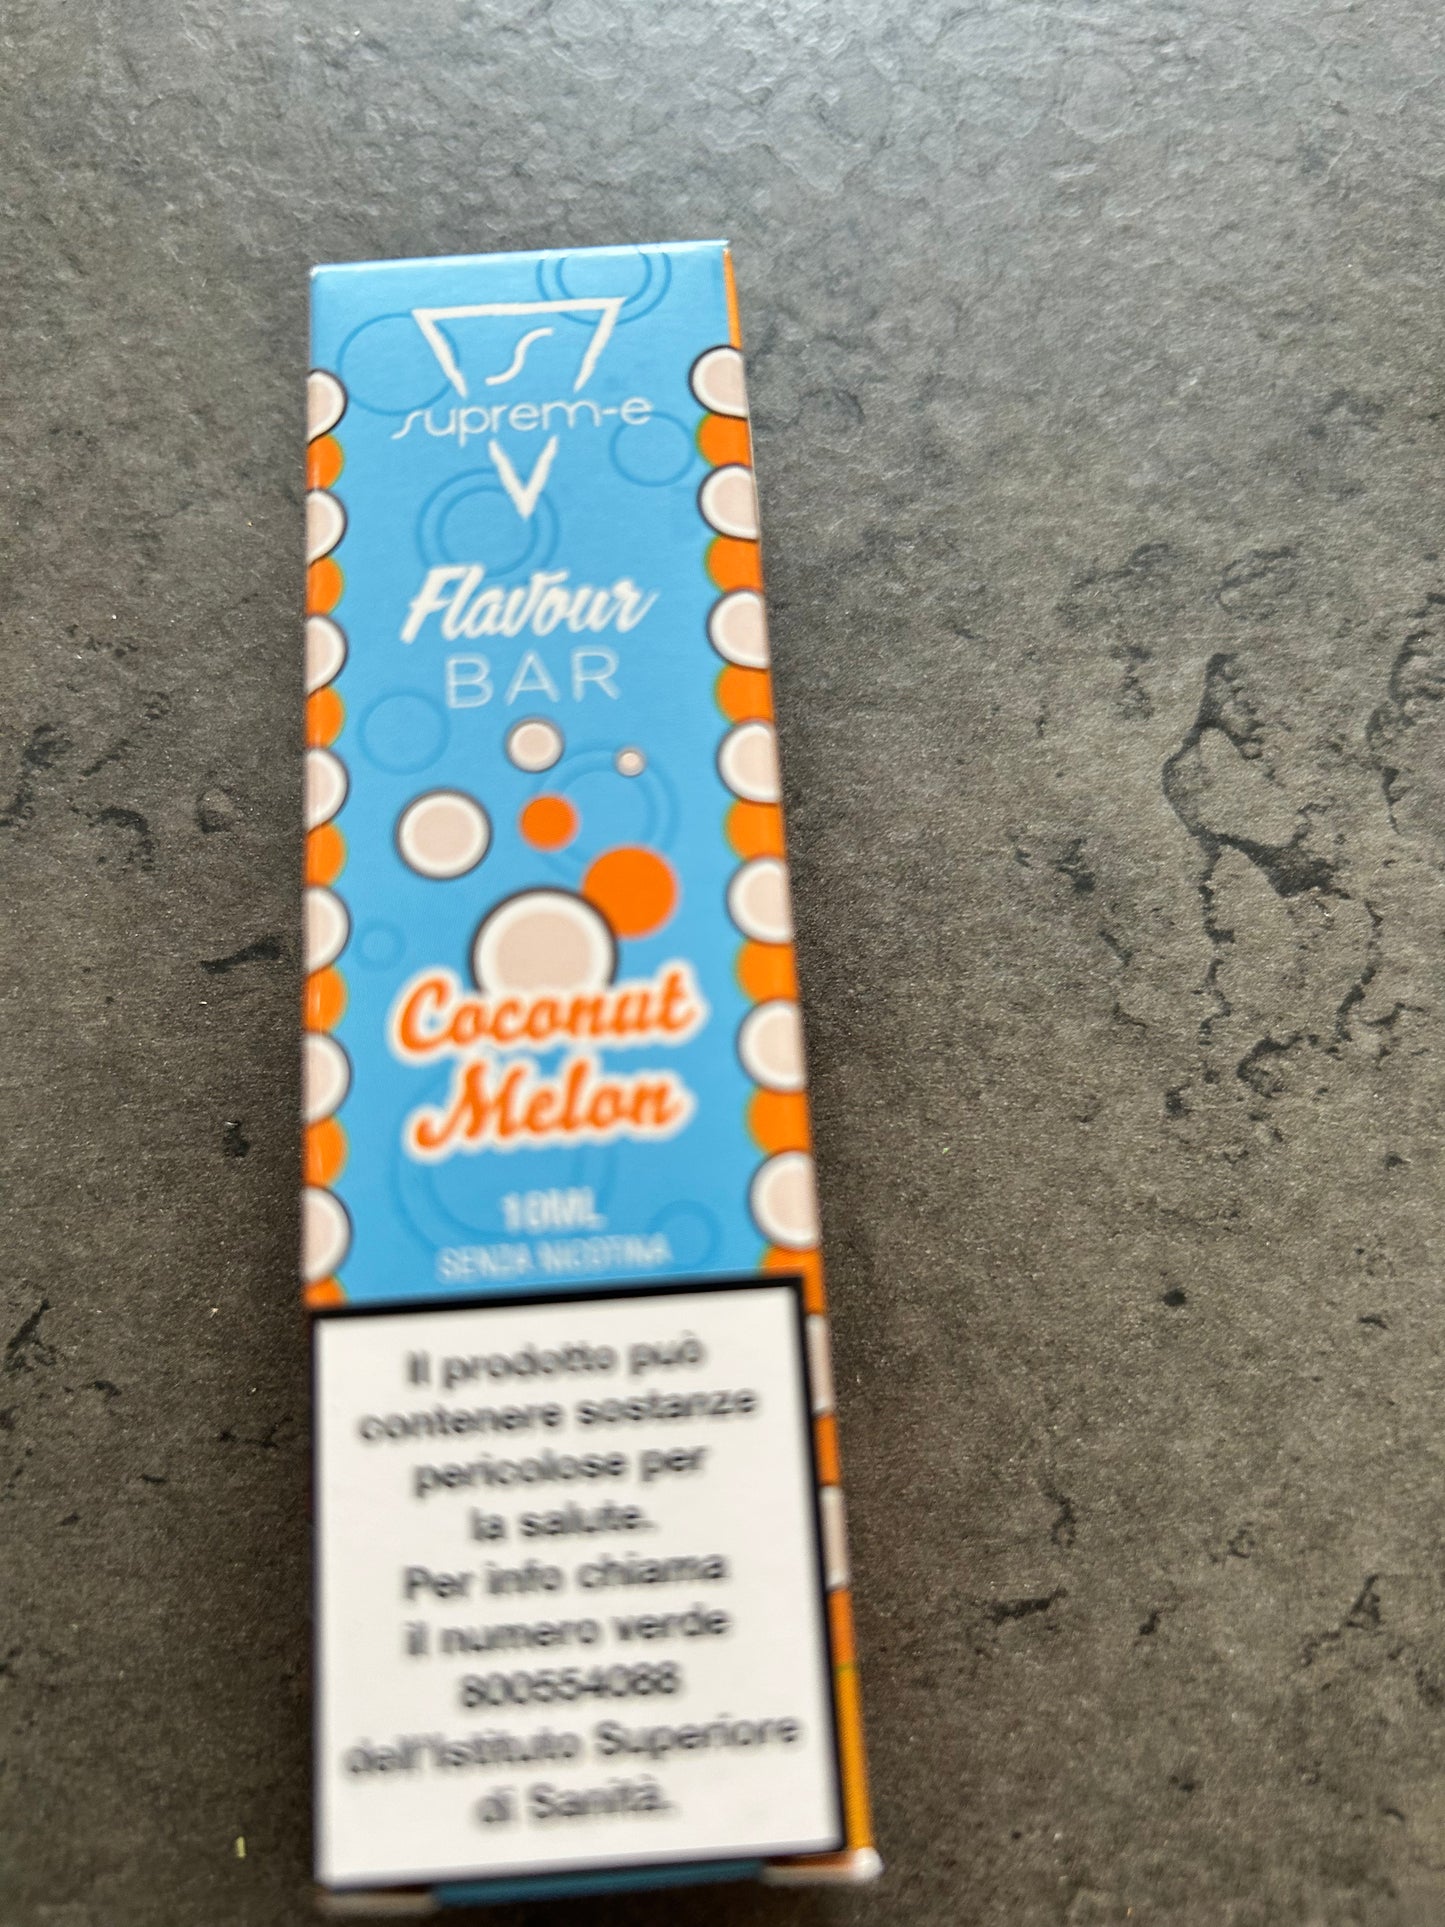 S
suprem-e
Flavour
BAR
Coconut
Melon
10ML
SENZA NICOTINA
Il prodotto può
contenere sostanze
pericolose per
la salute.
Per info chiama
il numero verde
800554088
dell'Istituto Superiore
di Sanità.